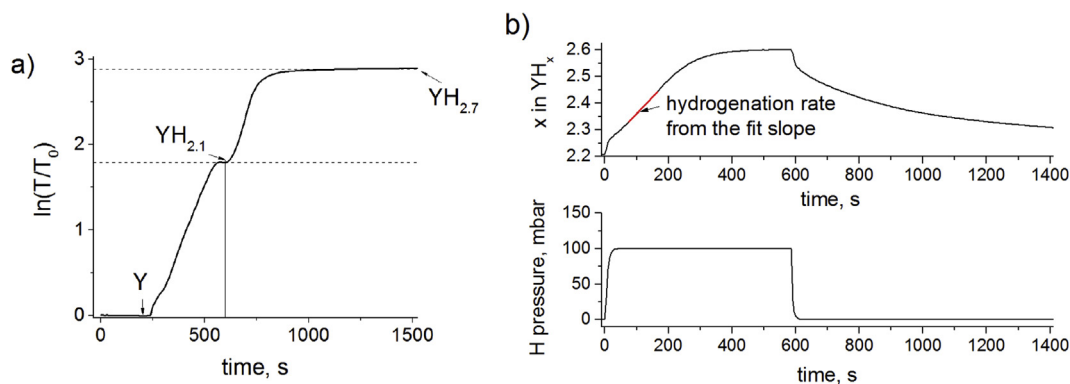 a)
ln(T/T₀)
3
2
1
0
Y
YH₂.₁
YH₂.₇
0
500
1000
1500
time, s
b)
x in YHₓ
2.6
2.5
2.4
2.3
2.2
hydrogenation rate
from the fit slope
0 200 400 600 800 1000 1200 1400
time, s
H pressure, mbar
150
100
50
0
0 200 400 600 800 1000 1200 1400
time, s